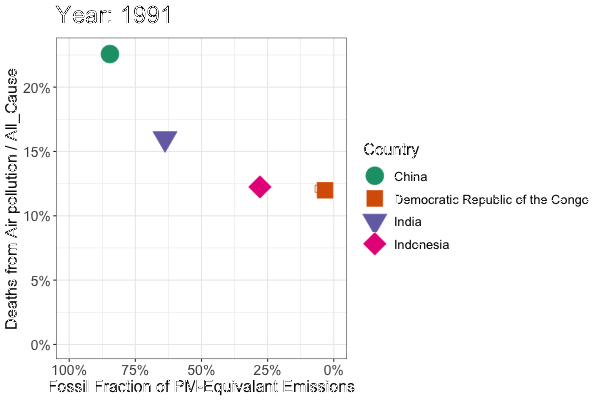 Year: 1991
Deaths from Air pollution / All_Cause
20%
15%
10%
5%
0%
100% 75% 50% 25% 0%
Fossil Fraction of PM-Equivalant Emissions
Country
China
Democratic Republic of the Congo
India
Indonesia